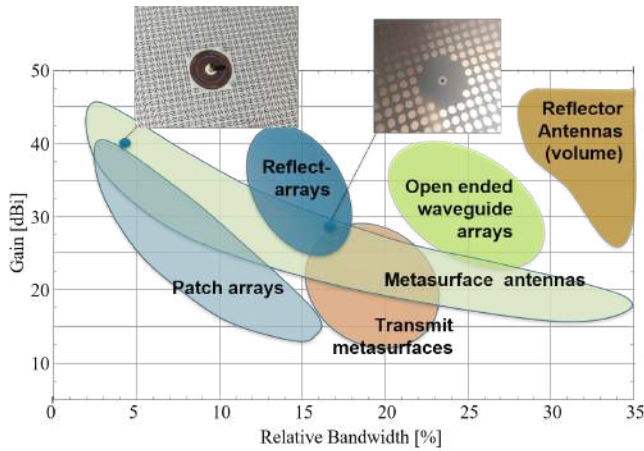 50
40
30
20
10
Gain [dBi]
Reflect-
arrays
Reflector
Antennas
(volume)
Open ended
waveguide
arrays
Patch arrays
Metasurface antennas
Transmit
metasurfaces
0
5
10
15
20
25
30
35
Relative Bandwidth [%]